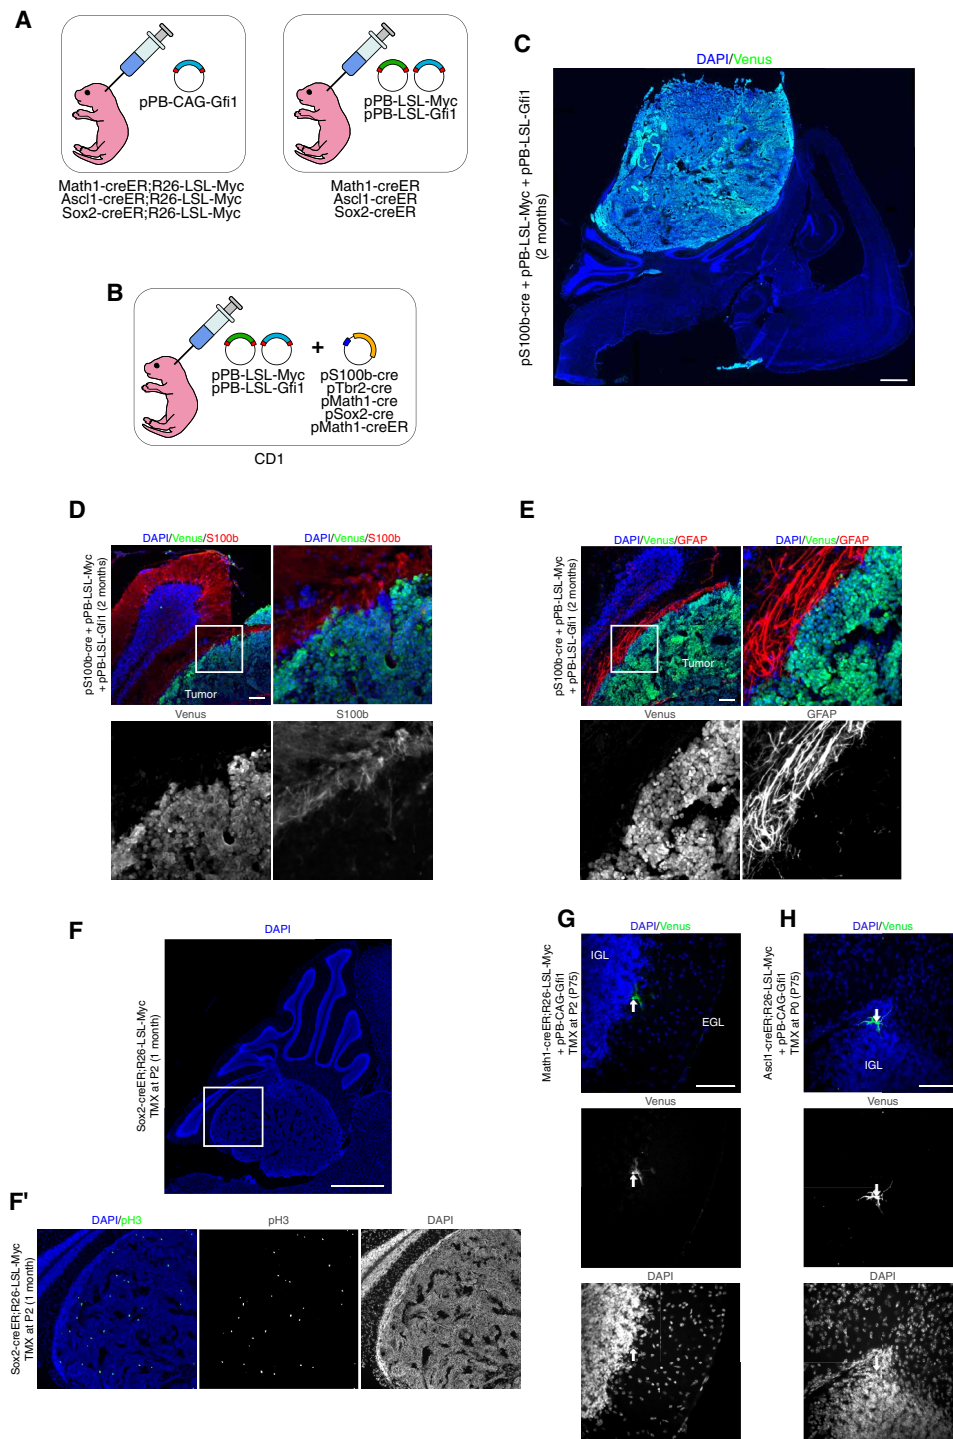 A
pPB-CAG-Gfi1
Math1-creER;R26-LSL-Myc
Ascl1-creER;R26-LSL-Myc
Sox2-creER;R26-LSL-Myc
pPB-LSL-Myc
pPB-LSL-Gfi1
Math1-creER
Ascl1-creER
Sox2-creER
B
pPB-LSL-Myc
pPB-LSL-Gfi1
+
pS100b-cre
pTbr2-cre
pMath1-cre
pSox2-cre
pMath1-creER
CD1
C
DAPI/Venus
pS100b-cre + pPB-LSL-Myc + pPB-LSL-Gfi1
(2 months)
D
DAPI/Venus/S100b
DAPI/Venus/S100b
pS100b-cre + pPB-LSL-Myc
+ pPB-LSL-Gfi1 (2 months)
Tumor
Venus
S100b
E
DAPI/Venus/GFAP
DAPI/Venus/GFAP
pS100b-cre + pPB-LSL-Myc
+ pPB-LSL-Gfi1 (2 months)
Tumor
Venus
GFAP
F
DAPI
Sox2-creER;R26-LSL-Myc
TMX at P2 (1 month)
F'
DAPI/pH3
pH3
DAPI
Sox2-creER;R26-LSL-Myc
TMX at P2 (1 month)
G
DAPI/Venus
Math1-creER;R26-LSL-Myc
+ pPB-CAG-Gfi1
TMX at P2 (P75)
IGL
EGL
Venus
DAPI
H
DAPI/Venus
Ascl1-creER;R26-LSL-Myc
+ pPB-CAG-Gfi1
TMX at P0 (P75)
IGL
Venus
DAPI